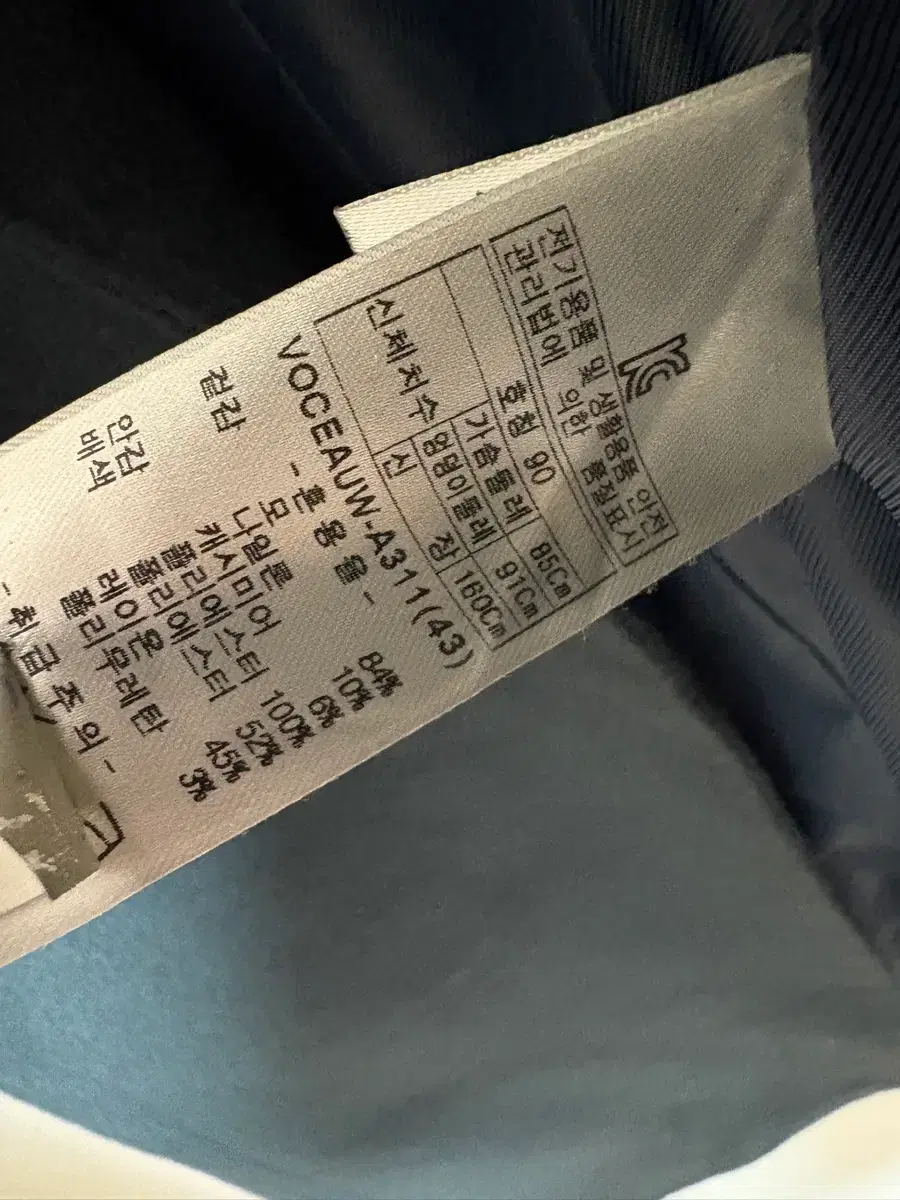 KC
전기용품 및 생활용품 안전
관리법에 의한 품질표시
호칭 90
신체치수 가슴둘레 85Cm
엉덩이둘레 91Cm
신 장 160Cm
VOCEAUW-A311(43)
- 혼 용 율 -
겉감 모 84%
나일론 10%
캐시미어 6%
안감 폴리에스터 100%
배색 폴리에스터 52%
레이온 45%
폴리우레탄 3%
- 취 급 주 의 -